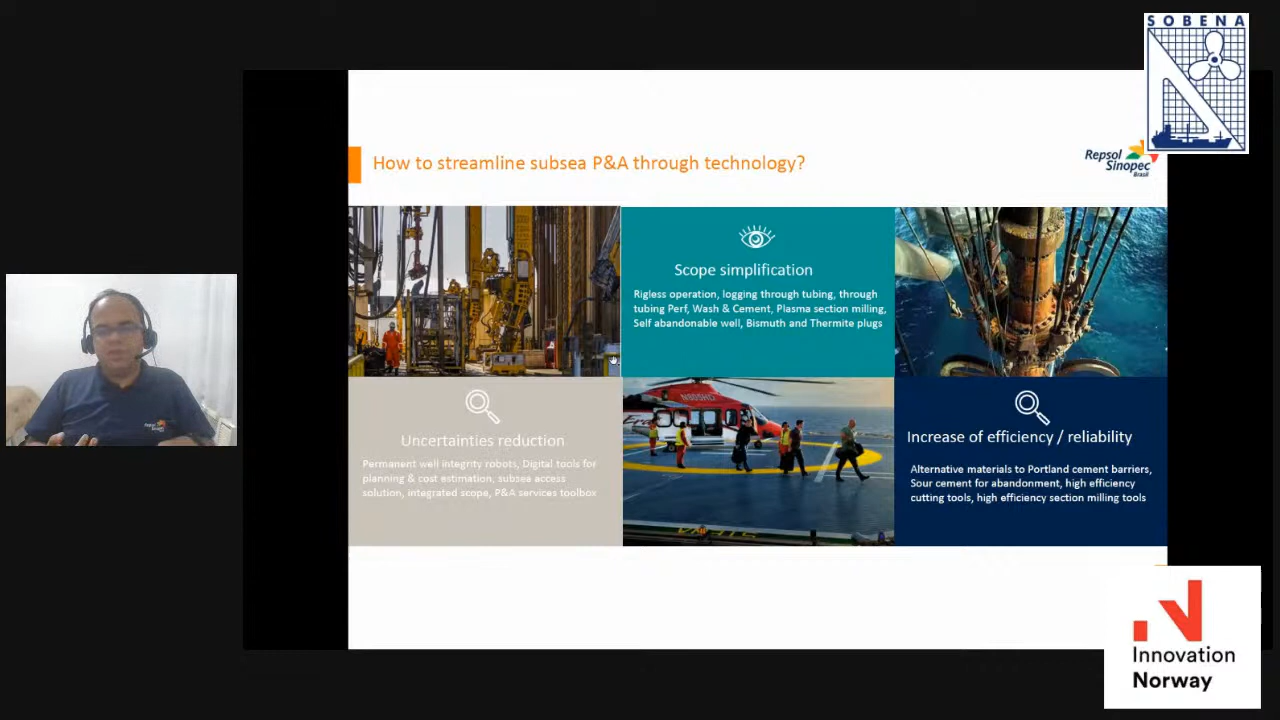 SOBENA
How to streamline subsea P&A through technology?
Repsol
Sinopec
Brasil
Scope simplification
Rigless operation, logging through tubing, through
tubing Perf, Wash & Cement, Plasma section milling,
Self abandonable well, Bismuth and Thermite plugs
Uncertainties reduction
Permanent well integrity robots, Digital tools for
planning & cost estimation, subsea access
solution, integrated scope, P&A services toolbox
Increase of efficiency / reliability
Alternative materials to Portland cement barriers,
Sour cement for abandonment, high efficiency
cutting tools, high efficiency section milling tools
Innovation
Norway